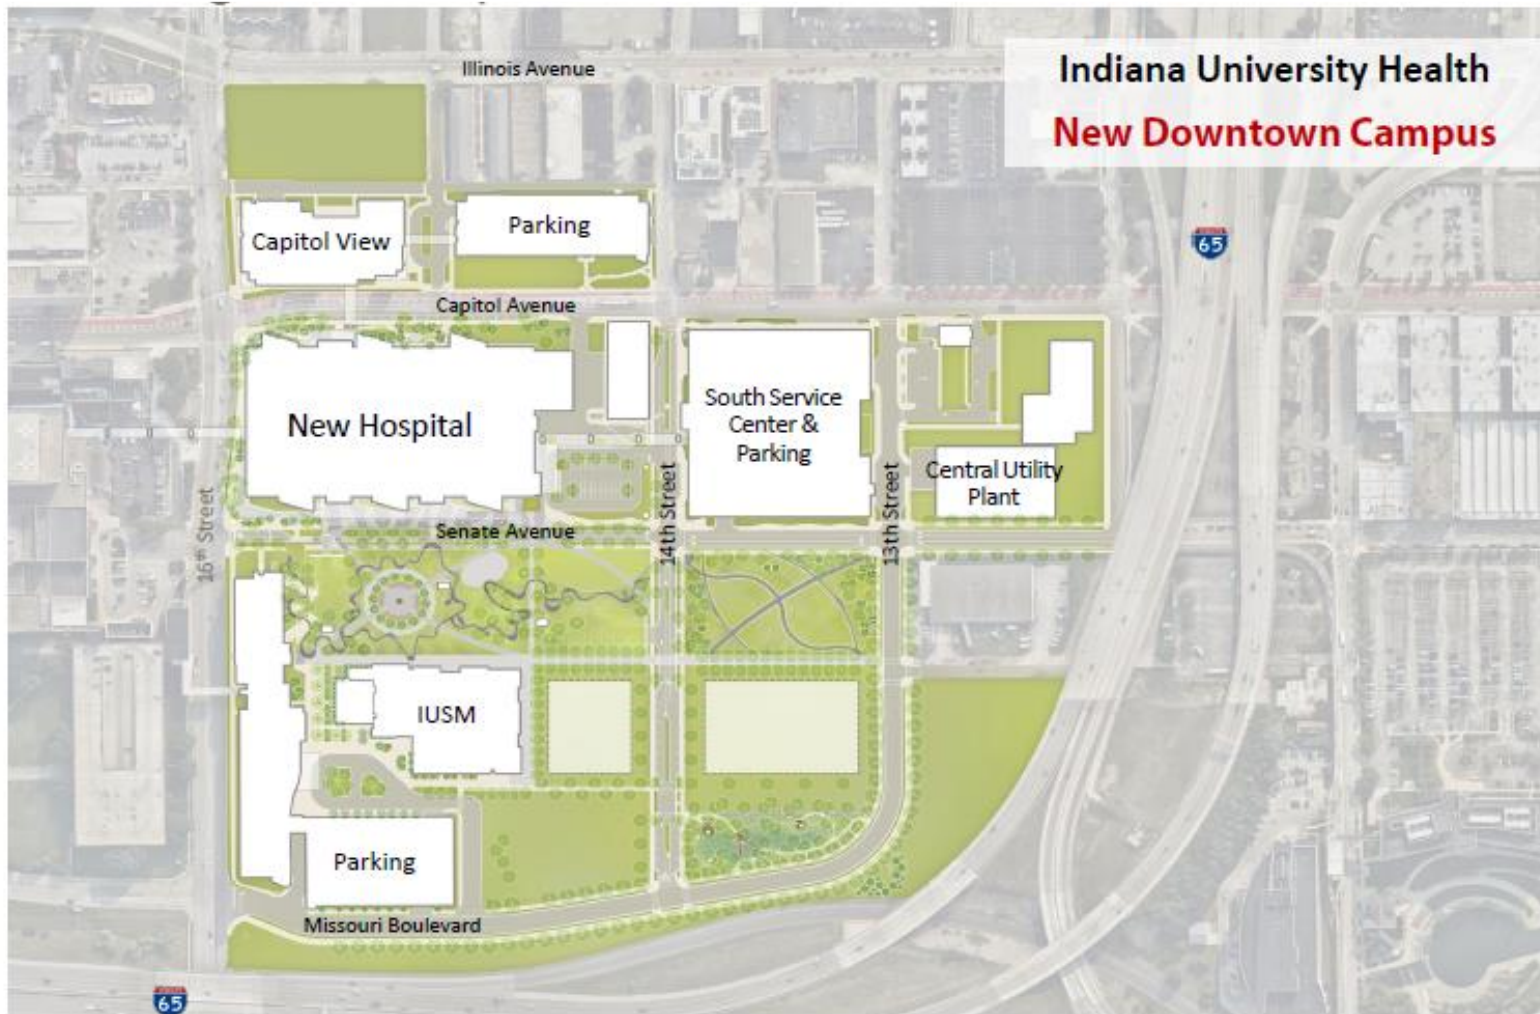 Illinois Avenue
Indiana University Health
New Downtown Campus
Capitol View
Parking
65
Capitol Avenue
New Hospital
South Service
Center &
Parking
Central Utility
Plant
16th Street
Senate Avenue
14th Street
13th Street
IUSM
Parking
Missouri Boulevard
65